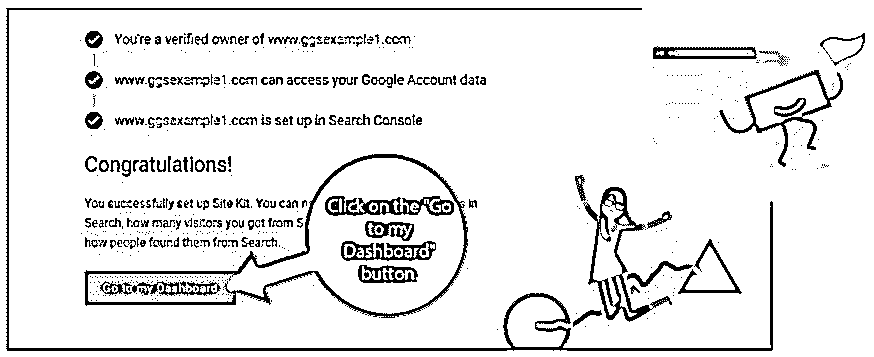 You're a verified owner of www.ggsexample1.com
www.ggsexample1.com can access your Google Account data
www.ggsexample1.com is set up in Search Console
Congratulations!
You successfully set up Site Kit. You can s in
Search, how many visitors you got from S
how people found them from Search.
Click on the "Go
to my
Dashboard"
button
Go to my Dashboard